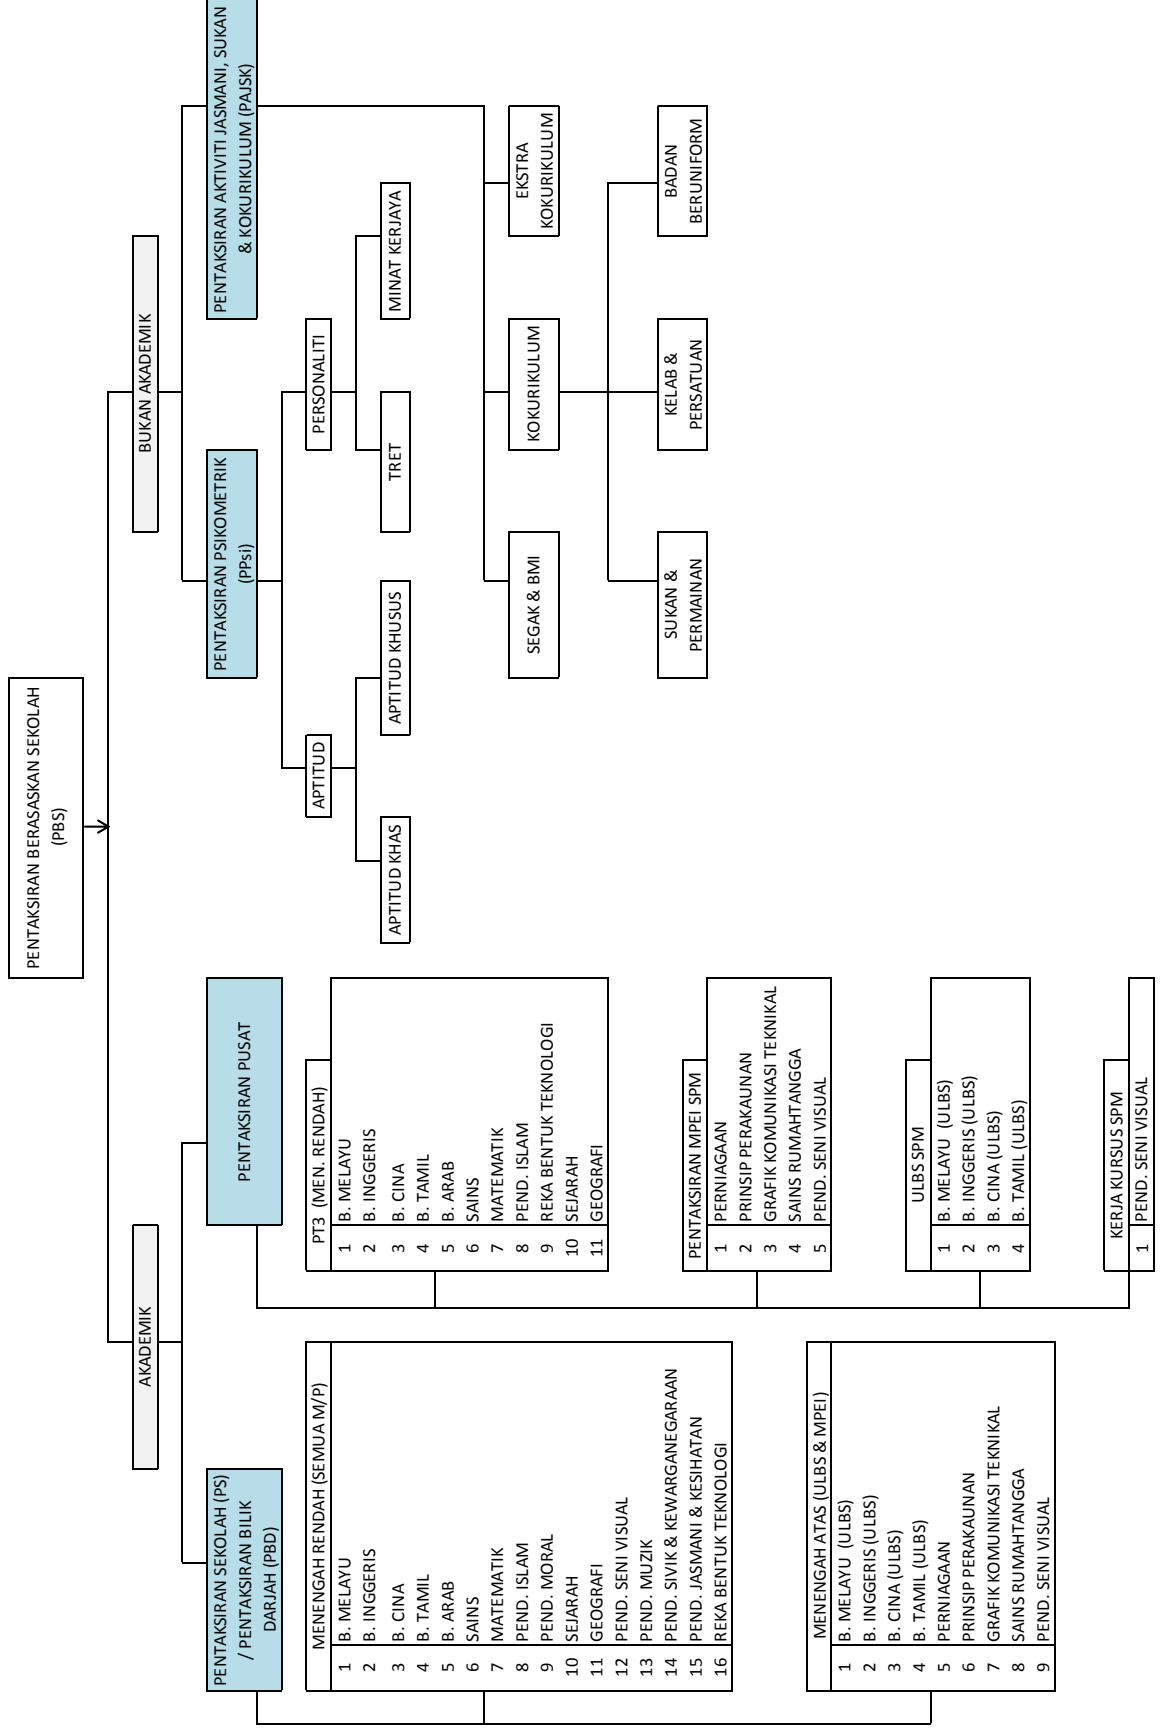 PENTAKSIRAN BERASASKAN SEKOLAH
(PBS)
AKADEMIK
BUKAN AKADEMIK
PENTAKSIRAN SEKOLAH (PS)
/ PENTAKSIRAN BILIK
DARJAH (PBD)
PENTAKSIRAN PUSAT
PENTAKSIRAN PSIKOMETRIK
(PPsi)
PENTAKSIRAN AKTIVITI JASMANI, SUKAN
& KOKURIKULUM (PAJSK)
MENENGAH RENDAH (SEMUA M/P)
1 B. MELAYU
2 B. INGGERIS
3 B. CINA
4 B. TAMIL
5 B. ARAB
6 SAINS
7 MATEMATIK
8 PEND. ISLAM
9 PEND. MORAL
10 SEJARAH
11 GEOGRAFI
12 PEND. SENI VISUAL
13 PEND. MUZIK
14 PEND. SIVIK & KEWARGANEGARAAN
15 PEND. JASMANI & KESIHATAN
16 REKA BENTUK TEKNOLOGI
MENENGAH ATAS (ULBS & MPEI)
1 B. MELAYU (ULBS)
2 B. INGGERIS (ULBS)
3 B. CINA (ULBS)
4 B. TAMIL (ULBS)
5 PERNIAGAAN
6 PRINSIP PERAKAUNAN
7 GRAFIK KOMUNIKASI TEKNIKAL
8 SAINS RUMAHTANGGA
9 PEND. SENI VISUAL
PT3 (MEN. RENDAH)
1 B. MELAYU
2 B. INGGERIS
3 B. CINA
4 B. TAMIL
5 B. ARAB
6 SAINS
7 MATEMATIK
8 PEND. ISLAM
9 REKA BENTUK TEKNOLOGI
10 SEJARAH
11 GEOGRAFI
PENTAKSIRAN MPEI SPM
1 PERNIAGAAN
2 PRINSIP PERAKAUNAN
3 GRAFIK KOMUNIKASI TEKNIKAL
4 SAINS RUMAHTANGGA
5 PEND. SENI VISUAL
ULBS SPM
1 B. MELAYU (ULBS)
2 B. INGGERIS (ULBS)
3 B. CINA (ULBS)
4 B. TAMIL (ULBS)
KERJA KURSUS SPM
1 PEND. SENI VISUAL
APTITUD
PERSONALITI
APTITUD KHAS
APTITUD KHUSUS
TRET
MINAT KERJAYA
SEGAK & BMI
KOKURIKULUM
EKSTRA
KOKURIKULUM
SUKAN &
PERMAINAN
KELAB &
PERSATUAN
BADAN
BERUNIFORM